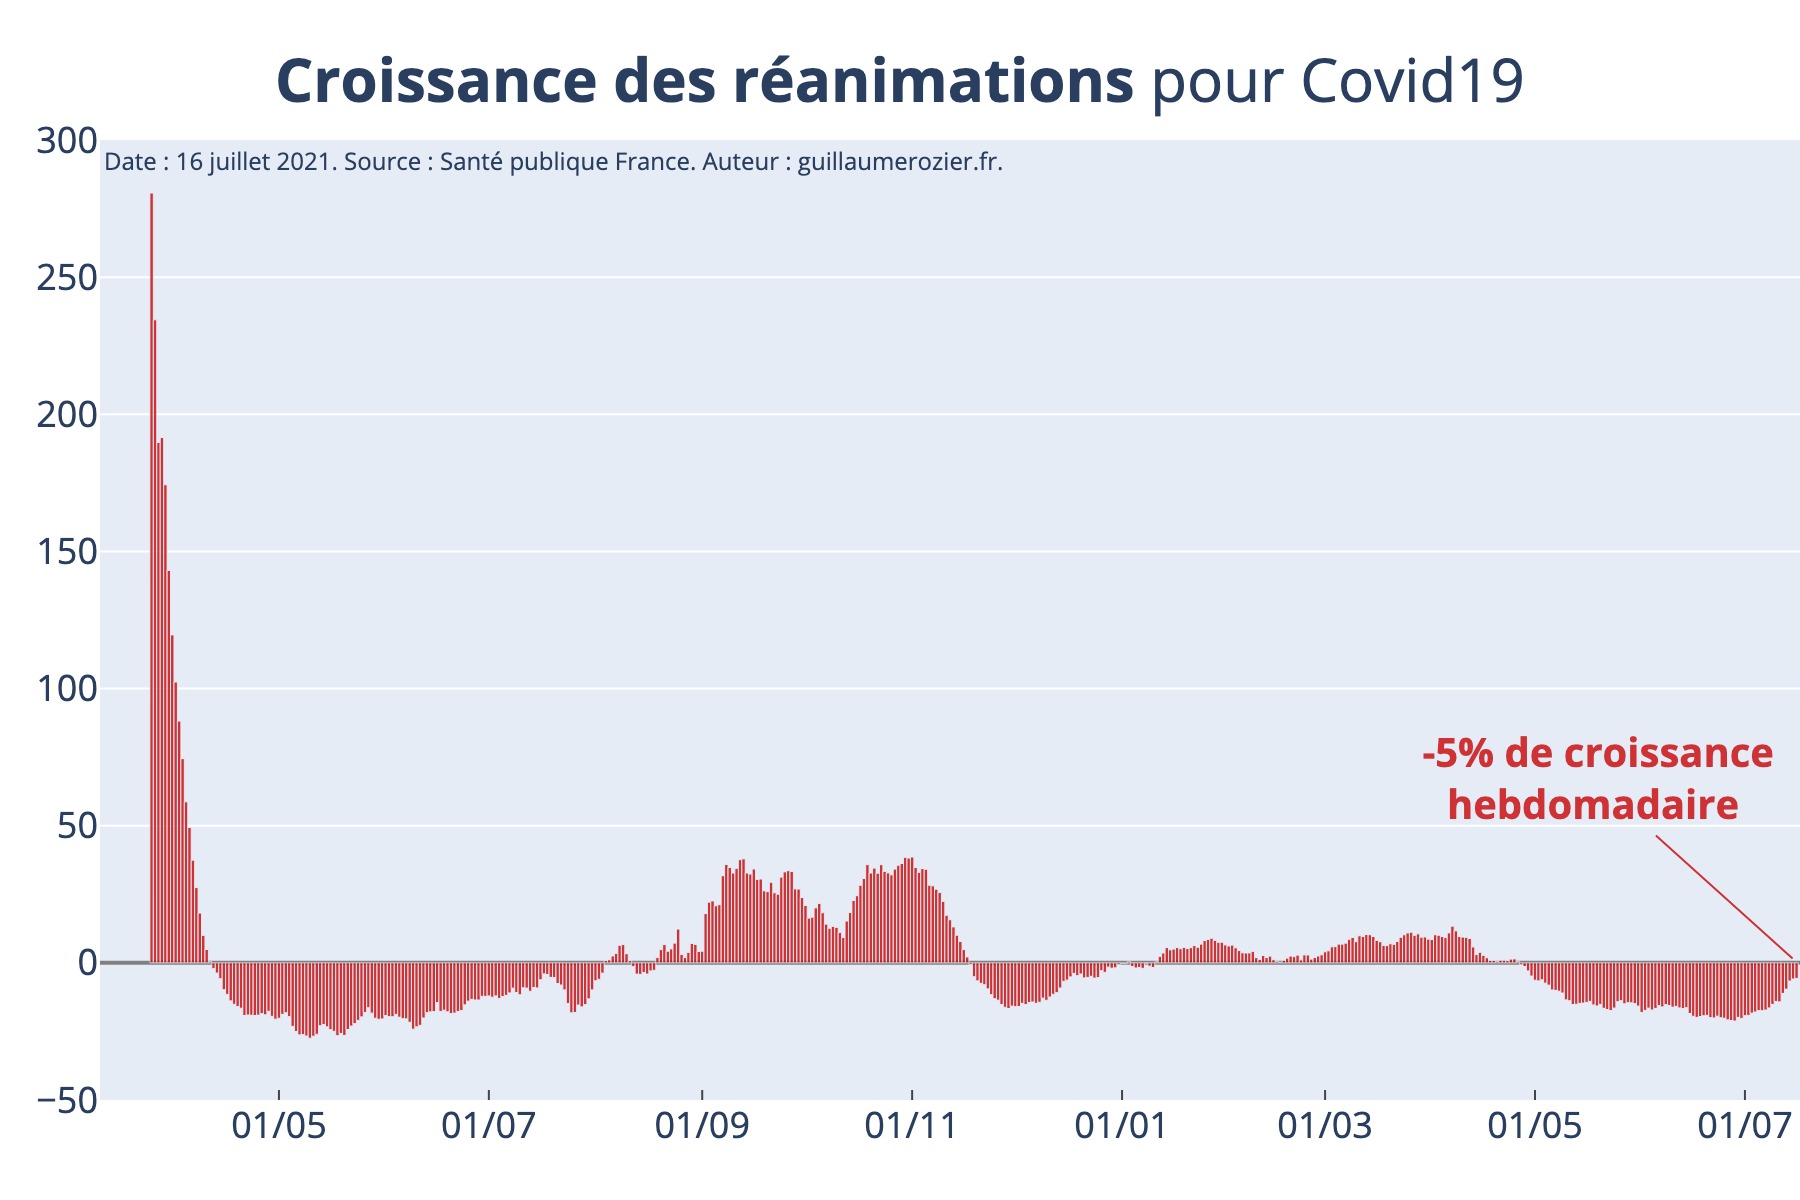 Croissance des réanimations pour Covid19
300
Date : 16 juillet 2021. Source : Santé publique France. Auteur : guillaumerozier.fr.
250
200
150
100
-5% de croissance
hebdomadaire
50
0
−50
01/05 01/07 01/09 01/11 01/01 01/03 01/05 01/07